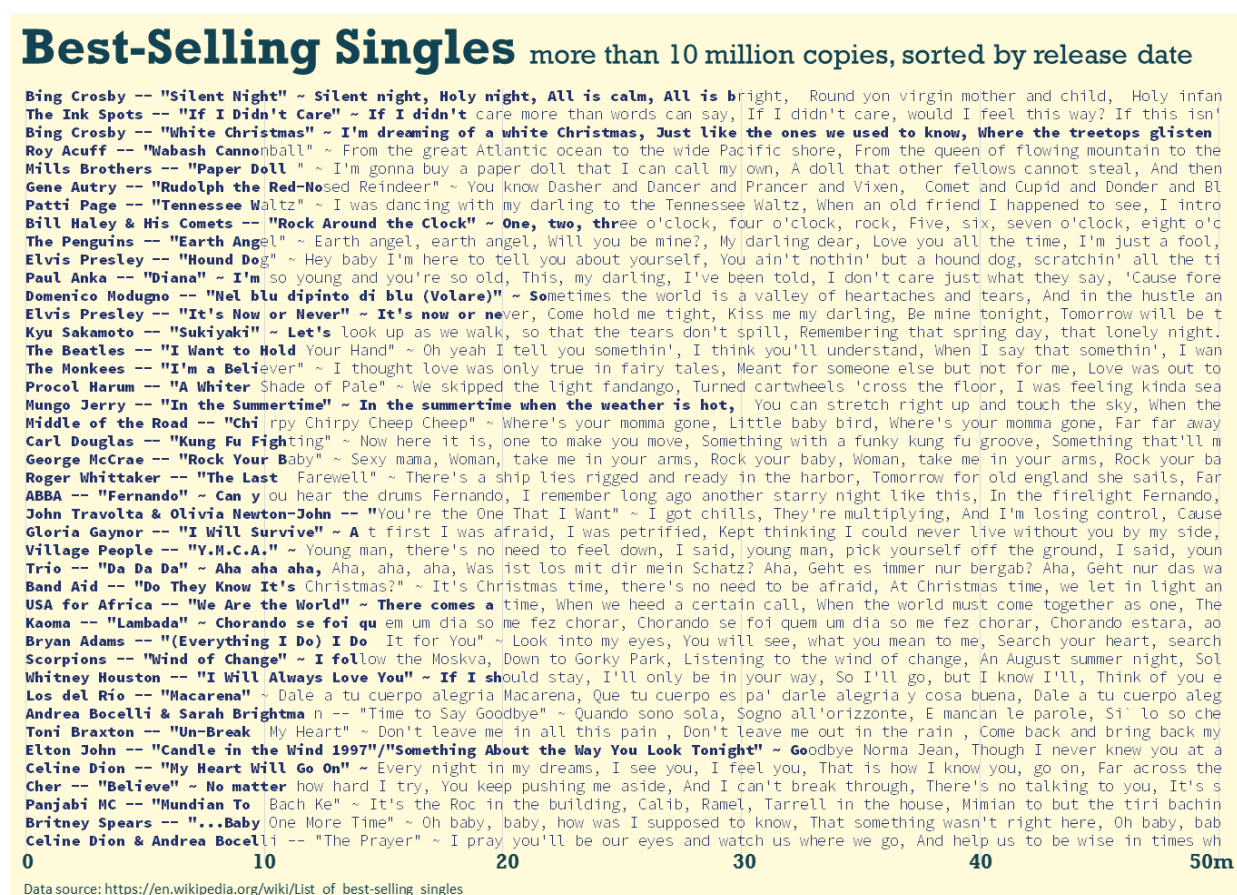 Best-Selling Singles more than 10 million copies, sorted by release date
Bing Crosby -- "Silent Night" ~ Silent night, Holy night, All is calm, All is bright,  Round yon virgin mother and child,  Holy infan
The Ink Spots -- "If I Didn't Care" ~ If I didn't care more than words can say, If I didn't care, would I feel this way? If this isn'
Bing Crosby -- "White Christmas" ~ I'm dreaming of a white Christmas, Just like the ones we used to know, Where the treetops glisten
Roy Acuff -- "Wabash Cannonball" ~ From the great Atlantic ocean to the wide Pacific shore, From the queen of flowing mountain to the
Mills Brothers -- "Paper Doll " ~ I'm gonna buy a paper doll that I can call my own, A doll that other fellows cannot steal, And then
Gene Autry -- "Rudolph the Red-Nosed Reindeer" ~ You know Dasher and Dancer and Prancer and Vixen,  Comet and Cupid and Donder and Bl
Patti Page -- "Tennessee Waltz" ~ I was dancing with my darling to the Tennessee Waltz, When an old friend I happened to see, I intro
Bill Haley & His Comets -- "Rock Around the Clock" ~ One, two, three o'clock, four o'clock, rock, Five, six, seven o'clock, eight o'c
The Penguins -- "Earth Angel" ~ Earth angel, earth angel, Will you be mine?, My darling dear, Love you all the time, I'm just a fool,
Elvis Presley -- "Hound Dog" ~ Hey baby I'm here to tell you about yourself, You ain't nothin' but a hound dog, scratchin' all the ti
Paul Anka -- "Diana" ~ I'm so young and you're so old, This, my darling, I've been told, I don't care just what they say, 'Cause fore
Domenico Modugno -- "Nel blu dipinto di blu (Volare)" ~ Sometimes the world is a valley of heartaches and tears, And in the hustle an
Elvis Presley -- "It's Now or Never" ~ It's now or never, Come hold me tight, Kiss me my darling, Be mine tonight, Tomorrow will be t
Kyu Sakamoto -- "Sukiyaki" ~ Let's look up as we walk, so that the tears don't spill, Remembering that spring day, that lonely night.
The Beatles -- "I Want to Hold Your Hand" ~ Oh yeah I tell you somethin', I think you'll understand, When I say that somethin', I wan
The Monkees -- "I'm a Believer" ~ I thought love was only true in fairy tales, Meant for someone else but not for me, Love was out to
Procol Harum -- "A Whiter Shade of Pale" ~ We skipped the light fandango, Turned cartwheels 'cross the floor, I was feeling kinda sea
Mungo Jerry -- "In the Summertime" ~ In the summertime when the weather is hot,  You can stretch right up and touch the sky, When the
Middle of the Road -- "Chirpy Chirpy Cheep Cheep" ~ Where's your momma gone, Little baby bird, Where's your momma gone, Far far away
Carl Douglas -- "Kung Fu Fighting" ~ Now here it is, one to make you move, Something with a funky kung fu groove, Something that'll m
George McCrae -- "Rock Your Baby" ~ Sexy mama, Woman, take me in your arms, Rock your baby, Woman, take me in your arms, Rock your ba
Roger Whittaker -- "The Last Farewell" ~ There's a ship lies rigged and ready in the harbor, Tomorrow for old england she sails, Far
ABBA -- "Fernando" ~ Can you hear the drums Fernando, I remember long ago another starry night like this, In the firelight Fernando,
John Travolta & Olivia Newton-John -- "You're the One That I Want" ~ I got chills, They're multiplying, And I'm losing control, Cause
Gloria Gaynor -- "I Will Survive" ~ At first I was afraid, I was petrified, Kept thinking I could never live without you by my side,
Village People -- "Y.M.C.A." ~ Young man, there's no need to feel down, I said, young man, pick yourself off the ground, I said, youn
Trio -- "Da Da Da" ~ Aha aha aha, Aha, aha, aha, Was ist los mit dir mein Schatz? Aha, Geht es immer nur bergab? Aha, Geht nur das wa
Band Aid -- "Do They Know It's Christmas?" ~ It's Christmas time, there's no need to be afraid, At Christmas time, we let in light an
USA for Africa -- "We Are the World" ~ There comes a time, When we heed a certain call, When the world must come together as one, The
Kaoma -- "Lambada" ~ Chorando se foi quem um dia so me fez chorar, Chorando se foi quem um dia so me fez chorar, Chorando estara, ao
Bryan Adams -- "(Everything I Do) I Do It for You" ~ Look into my eyes, You will see, what you mean to me, Search your heart, search
Scorpions -- "Wind of Change" ~ I follow the Moskva, Down to Gorky Park, Listening to the wind of change, An August summer night, Sol
Whitney Houston -- "I Will Always Love You" ~ If I should stay, I'll only be in your way, So I'll go, but I know I'll, Think of you e
Los del Río -- "Macarena" ~ Dale a tu cuerpo alegria Macarena, Que tu cuerpo es pa' darle alegria y cosa buena, Dale a tu cuerpo aleg
Andrea Bocelli & Sarah Brightman -- "Time to Say Goodbye" ~ Quando sono sola, Sogno all'orizzonte, E mancan le parole, Si` lo so che
Toni Braxton -- "Un-Break My Heart" ~ Don't leave me in all this pain , Don't leave me out in the rain , Come back and bring back my
Elton John -- "Candle in the Wind 1997"/"Something About the Way You Look Tonight" ~ Goodbye Norma Jean, Though I never knew you at a
Celine Dion -- "My Heart Will Go On" ~ Every night in my dreams, I see you, I feel you, That is how I know you, go on, Far across the
Cher -- "Believe" ~ No matter how hard I try, You keep pushing me aside, And I can't break through, There's no talking to you, It's s
Panjabi MC -- "Mundian To Bach Ke" ~ It's the Roc in the building, Calib, Ramel, Tarrell in the house, Mimian to but the tiri bachin
Britney Spears -- "...Baby One More Time" ~ Oh baby, baby, how was I supposed to know, That something wasn't right here, Oh baby, bab
Celine Dion & Andrea Bocelli -- "The Prayer" ~ I pray you'll be our eyes and watch us where we go, And help us to be wise in times wh
0 10 20 30 40 50m
Data source: https://en.wikipedia.org/wiki/List_of_best-selling_singles